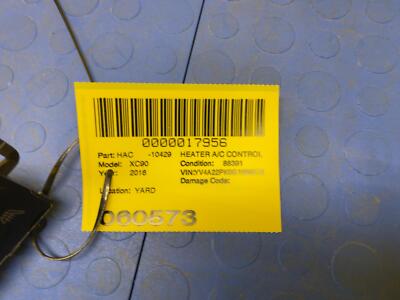 0000017956
Part: HAC -10429 HEATER A/C CONTROL
Model: XC90 Condition: 88391
Year: 2016
Damage Code:
Location: YARD
060573